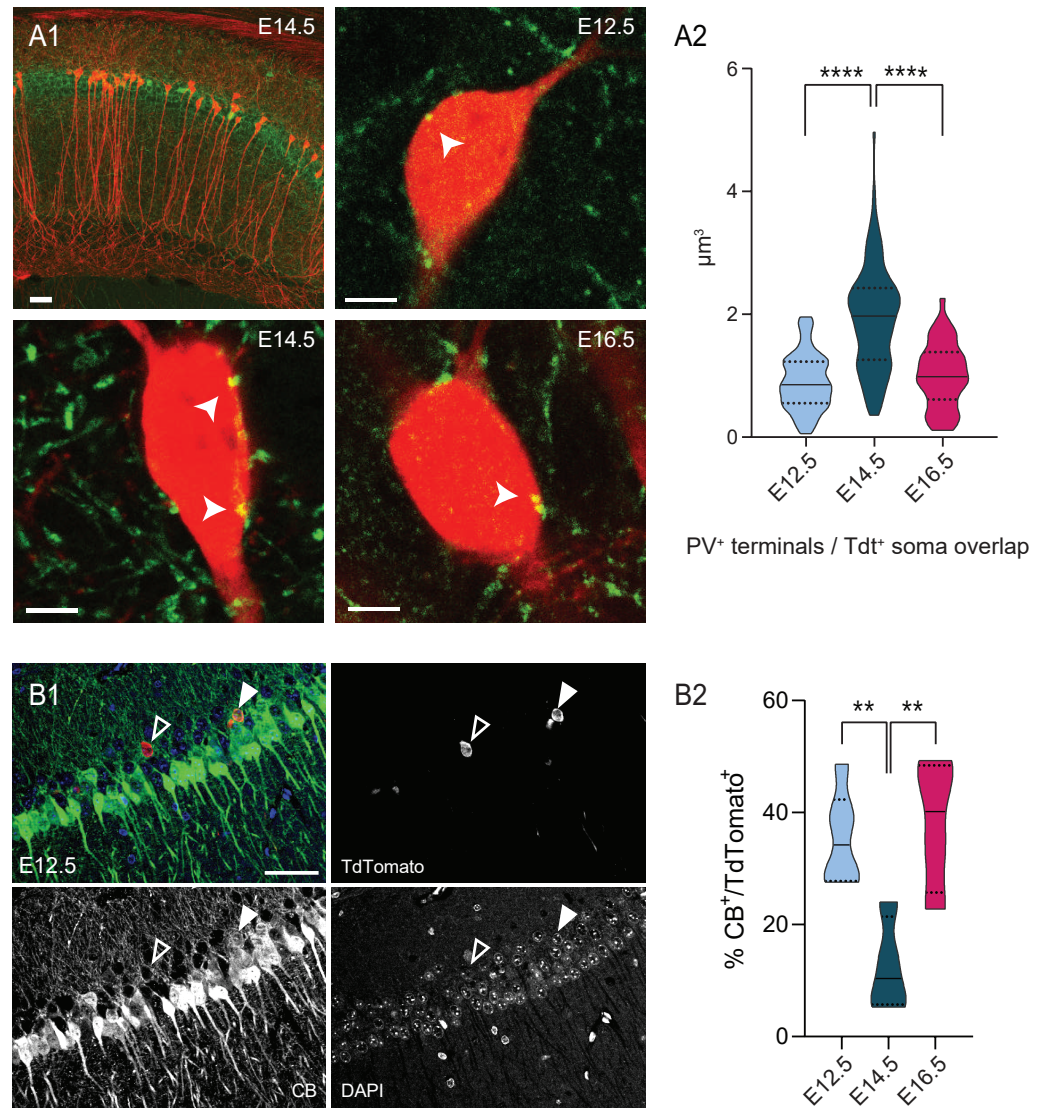 A1
E14.5
E12.5
E14.5
E16.5
A2
**** ****
6
4
2
0
µm³
E12.5
E14.5
E16.5
PV⁺ terminals / Tdt⁺ soma overlap
B1
E12.5
TdTomato
CB
DAPI
B2
** **
60
40
20
0
% CB⁺/TdTomato⁺
E12.5
E14.5
E16.5